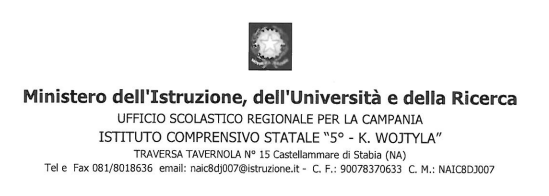 Ministero dell'Istruzione, dell'Università e della Ricerca
UFFICIO SCOLASTICO REGIONALE PER LA CAMPANIA
ISTITUTO COMPRENSIVO STATALE "5° - K. WOJTYLA"
TRAVERSA TAVERNOLA N° 15 Castellammare di Stabia (NA)
Tel e Fax 081/8018636 email: naic8dj007@istruzione.it - C. F.: 90078370633 C. M.: NAIC8DJ007